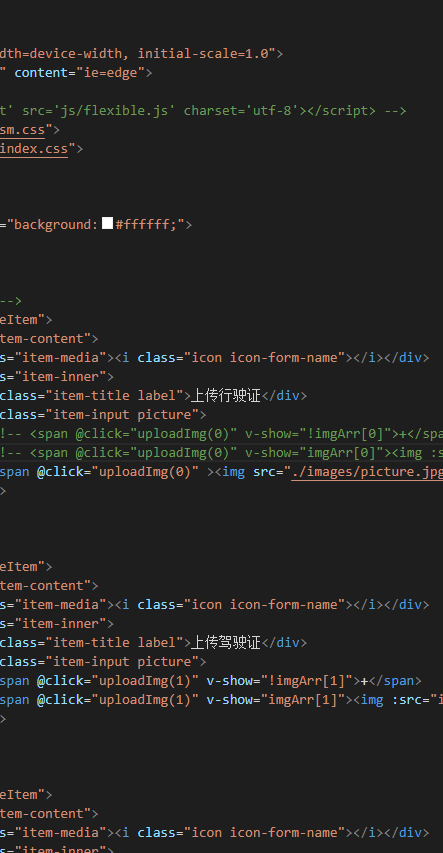 dth=device-width, initial-scale=1.0">
" content="ie=edge">
t' src='js/flexible.js' charset='utf-8'></script> -->
sm.css">
index.css">
="background:#ffffff;">
-->
eItem">
tem-content">
s="item-media"><i class="icon icon-form-name"></i></div>
s="item-inner">
class="item-title label">上传行驶证</div>
class="item-input picture">
!-- <span @click="uploadImg(0)" v-show="!imgArr[0]">+</spa
!-- <span @click="uploadImg(0)" v-show="imgArr[0]"><img :s
span @click="uploadImg(0)" ><img src="./images/picture.jpg
>
eItem">
tem-content">
s="item-media"><i class="icon icon-form-name"></i></div>
s="item-inner">
class="item-title label">上传驾驶证</div>
class="item-input picture">
span @click="uploadImg(1)" v-show="!imgArr[1]">+</span>
span @click="uploadImg(1)" v-show="imgArr[1]"><img :src="i
>
eItem">
tem-content">
s="item-media"><i class="icon icon-form-name"></i></div>
s="item-inner">